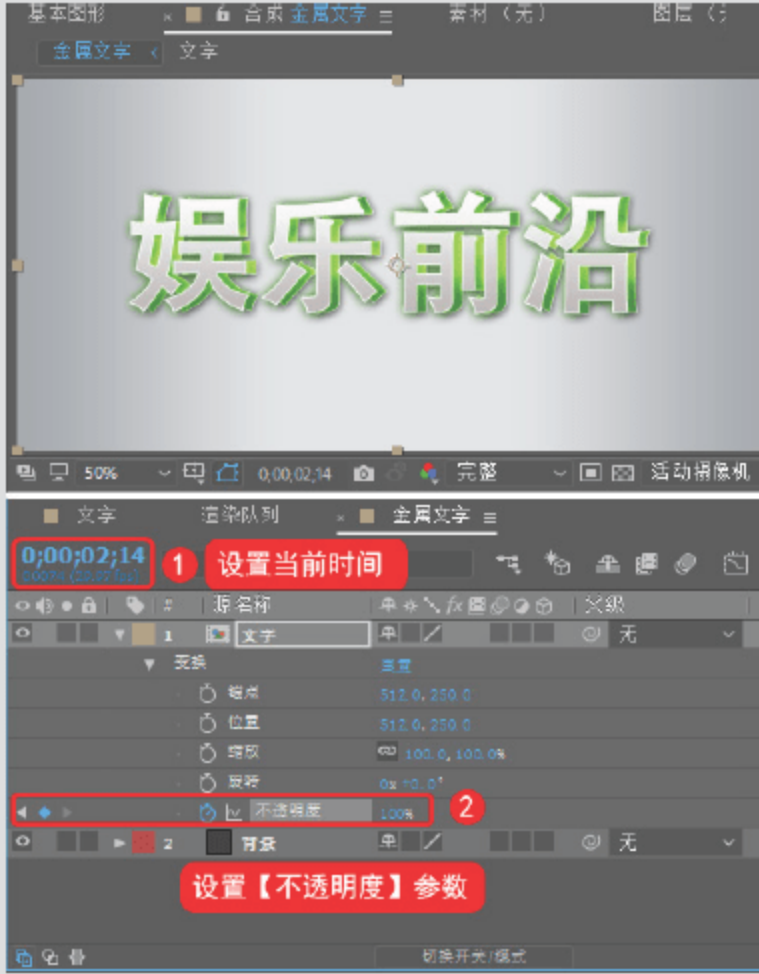 基本图形 × 合成 金属文字 ≡ 素材（无） 图层（
金属文字 ‹ 文字
娱乐前沿
50% 0;00;02;14 完整 活动摄像机
文字 渲染队列 × 金属文字 ≡
0;00;02;14 1 设置当前时间
# 源名称 父级
1 文字 无
变换 重置
锚点 512.0, 250.0
位置 512.0, 250.0
缩放 100.0, 100.0%
旋转 0x +0.0°
不透明度 100% 2
2 背景 无
设置【不透明度】参数
切换开关/模式